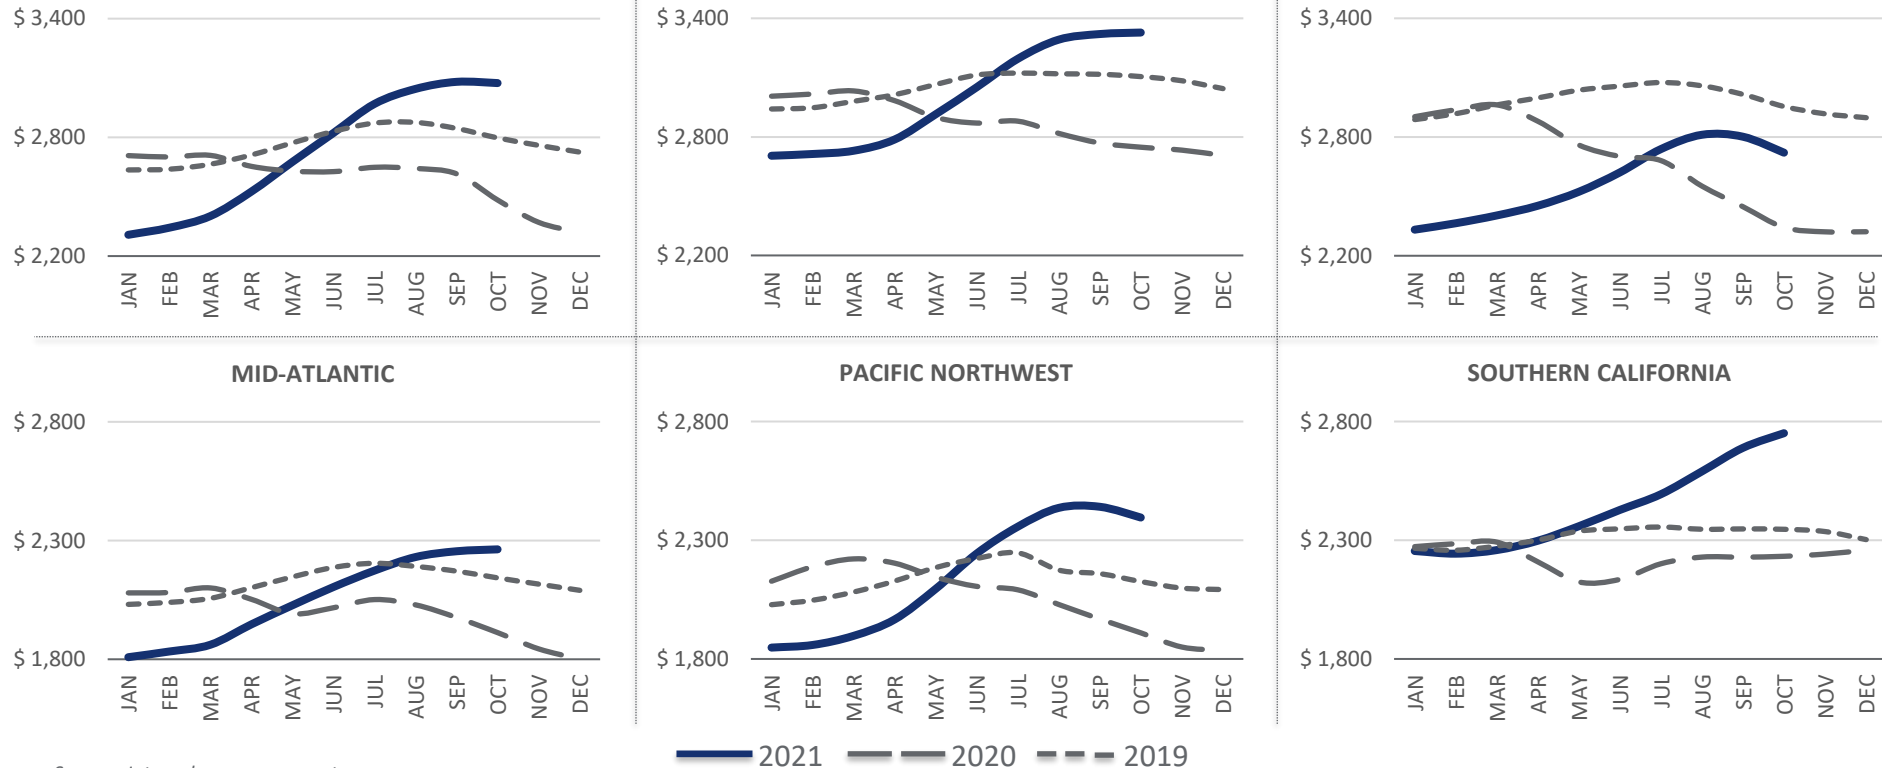 $ 3,400
$ 2,800
$ 2,200
JAN FEB MAR APR MAY JUN JUL AUG SEP OCT NOV DEC
$ 3,400
$ 2,800
$ 2,200
JAN FEB MAR APR MAY JUN JUL AUG SEP OCT NOV DEC
$ 3,400
$ 2,800
$ 2,200
JAN FEB MAR APR MAY JUN JUL AUG SEP OCT NOV DEC
MID-ATLANTIC
$ 2,800
$ 2,300
$ 1,800
JAN FEB MAR APR MAY JUN JUL AUG SEP OCT NOV DEC
PACIFIC NORTHWEST
$ 2,800
$ 2,300
$ 1,800
JAN FEB MAR APR MAY JUN JUL AUG SEP OCT NOV DEC
SOUTHERN CALIFORNIA
$ 2,800
$ 2,300
$ 1,800
JAN FEB MAR APR MAY JUN JUL AUG SEP OCT NOV DEC
2021 2020 2019